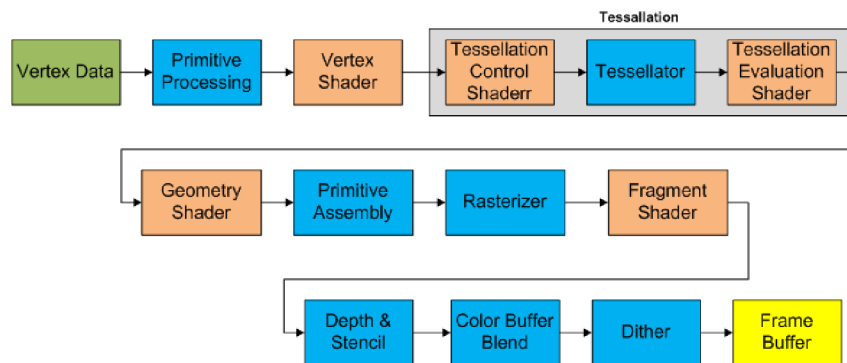 Tessallation
Vertex Data
Primitive
Processing
Vertex
Shader
Tessellation
Control
Shaderr
Tessellator
Tessellation
Evaluation
Shader
Geometry
Shader
Primitive
Assembly
Rasterizer
Fragment
Shader
Depth &
Stencil
Color Buffer
Blend
Dither
Frame
Buffer